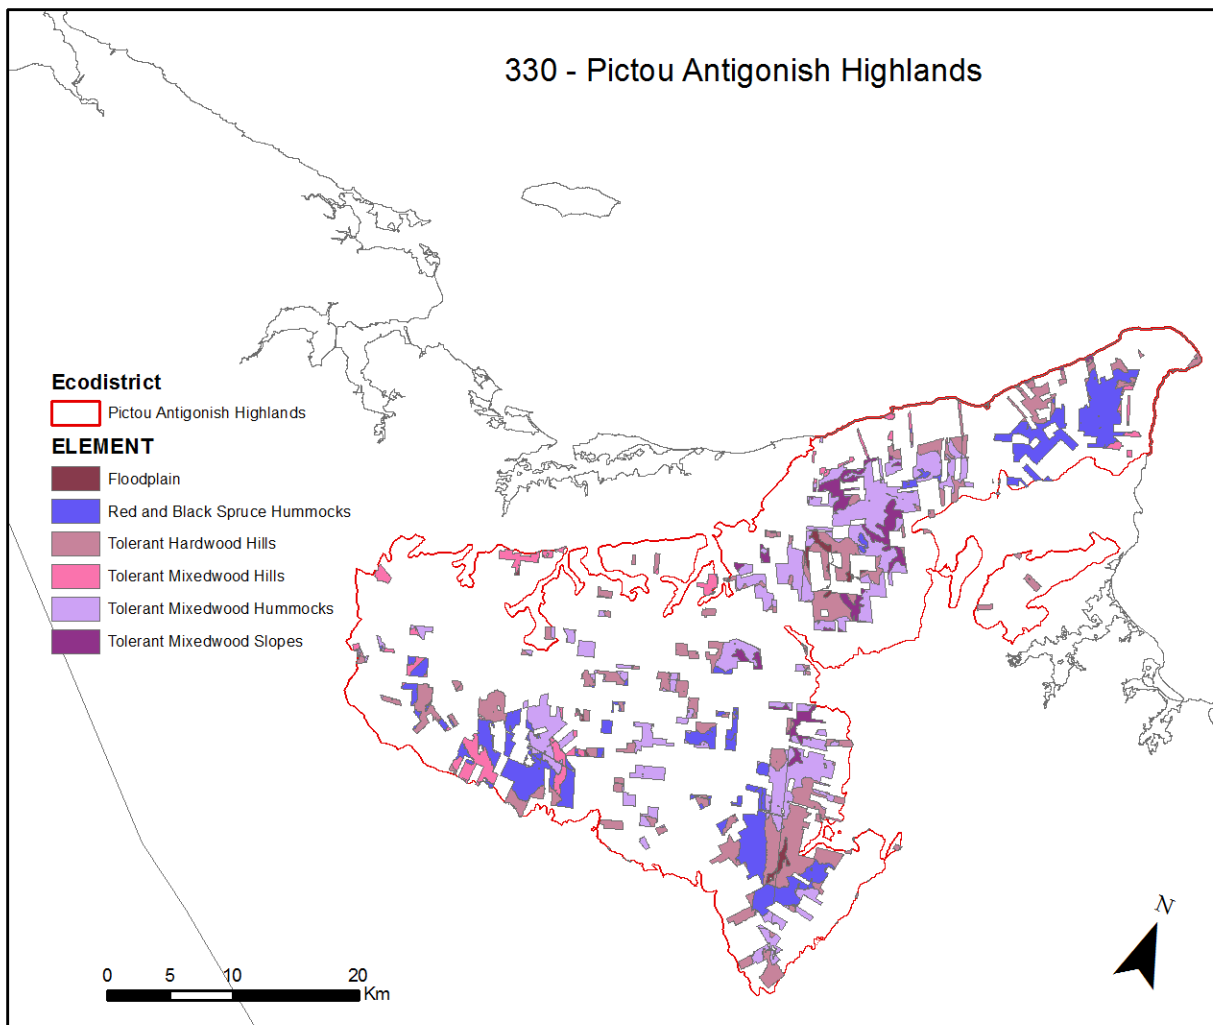 330 - Pictou Antigonish Highlands
Ecodistrict
Pictou Antigonish Highlands
ELEMENT
Floodplain
Red and Black Spruce Hummocks
Tolerant Hardwood Hills
Tolerant Mixedwood Hills
Tolerant Mixedwood Hummocks
Tolerant Mixedwood Slopes
N
0 5 10 20
Km